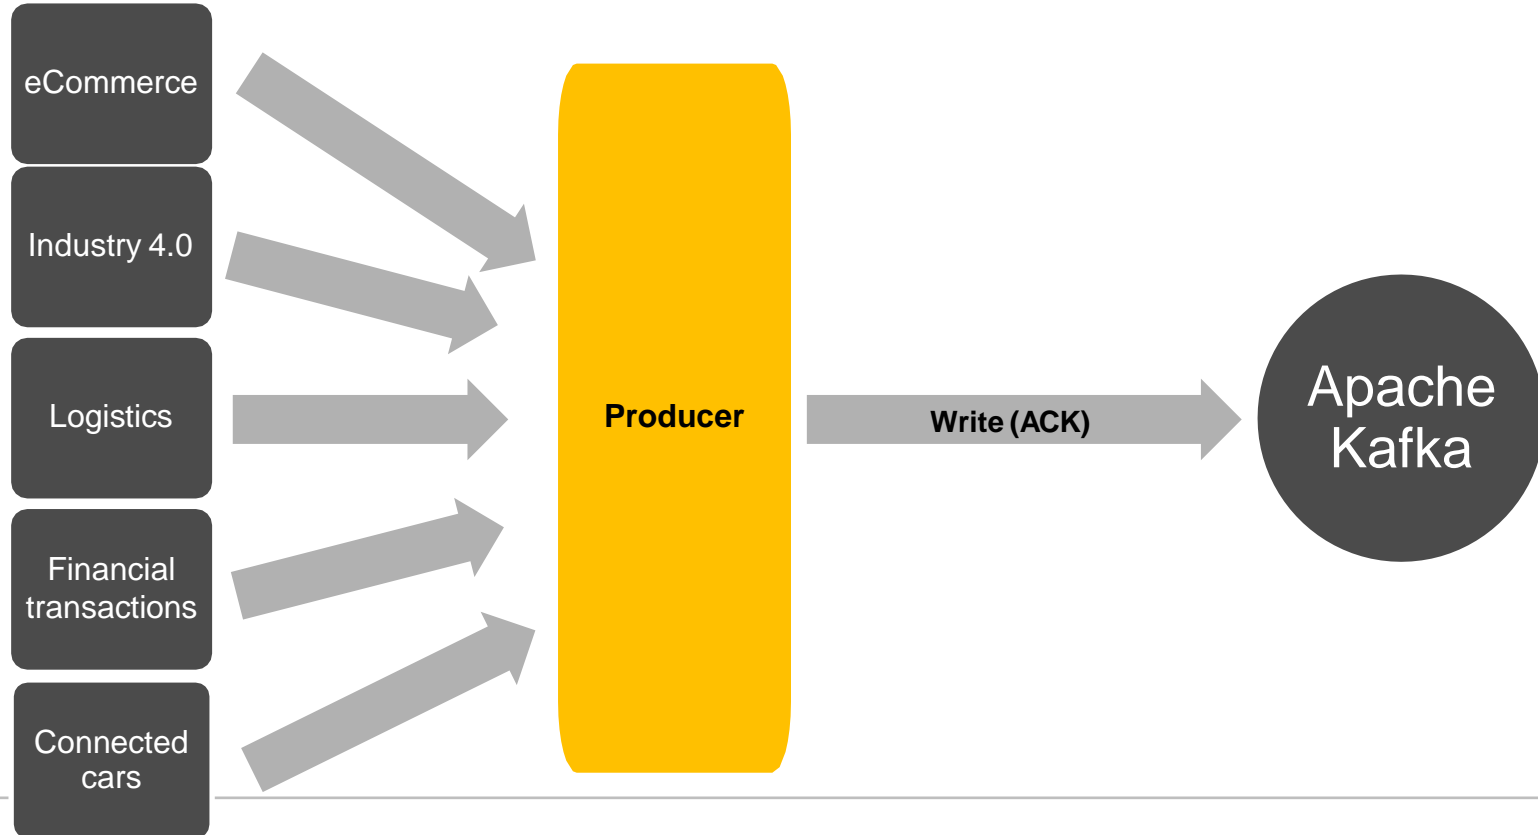 eCommerce
Industry 4.0
Logistics
Financial
transactions
Connected
cars
Producer
Write (ACK)
Apache
Kafka